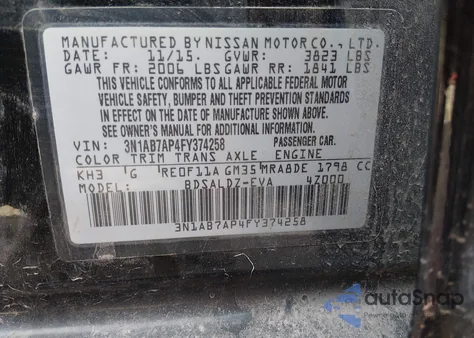 MANUFACTURED BY NISSAN MOTOR CO., LTD.
DATE: 11/15. GVWR: 3823 LBS
GAWR FR: 2006 LBS GAWR RR: 1841 LBS
THIS VEHICLE CONFORMS TO ALL APPLICABLE FEDERAL MOTOR
VEHICLE SAFETY, BUMPER AND THEFT PREVENTION STANDARDS
IN EFFECT ON THE DATE OF MANUFACTURE SHOWN ABOVE.
SEE OWNER'S MANUAL FOR ADDITIONAL INFORMATION
VIN: 3N1AB7AP4FY374258 PASSENGER CAR.
COLOR TRIM TRANS AXLE ENGINE
KH3 'G RE0F11A GM35 MRA8DE 1798 CC
BDSALDZ-EVA 4Z000
3N1AB7AP4FY374258
autoSnap